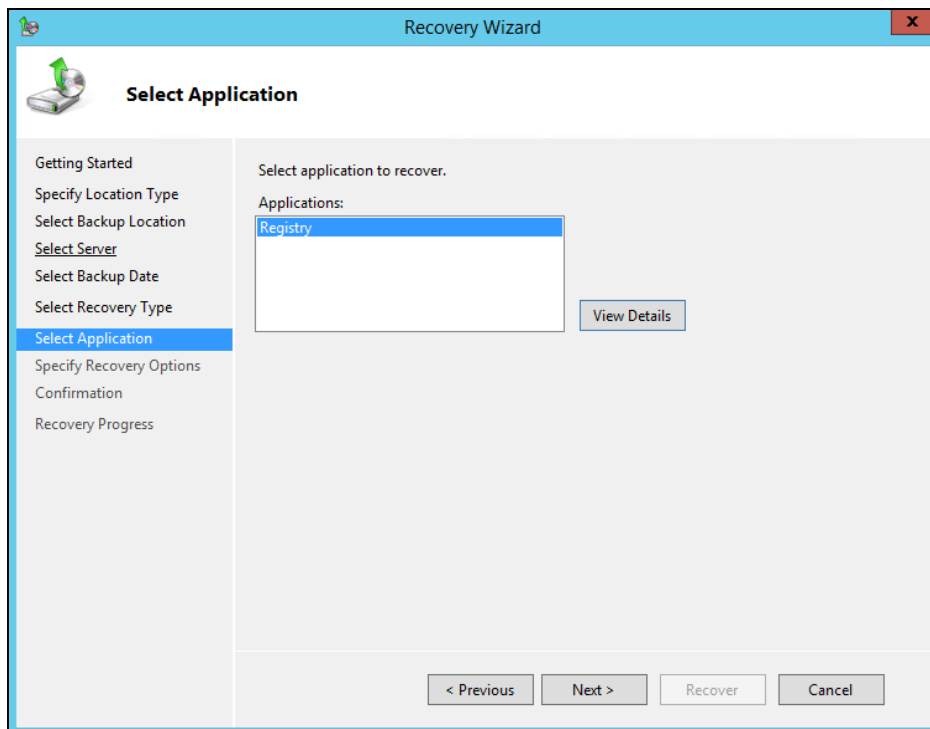 Recovery Wizard
x
Select Application
Getting Started
Specify Location Type
Select Backup Location
Select Server
Select Backup Date
Select Recovery Type
Select Application
Specify Recovery Options
Confirmation
Recovery Progress
Select application to recover.
Applications:
Registry
View Details
< Previous
Next >
Recover
Cancel